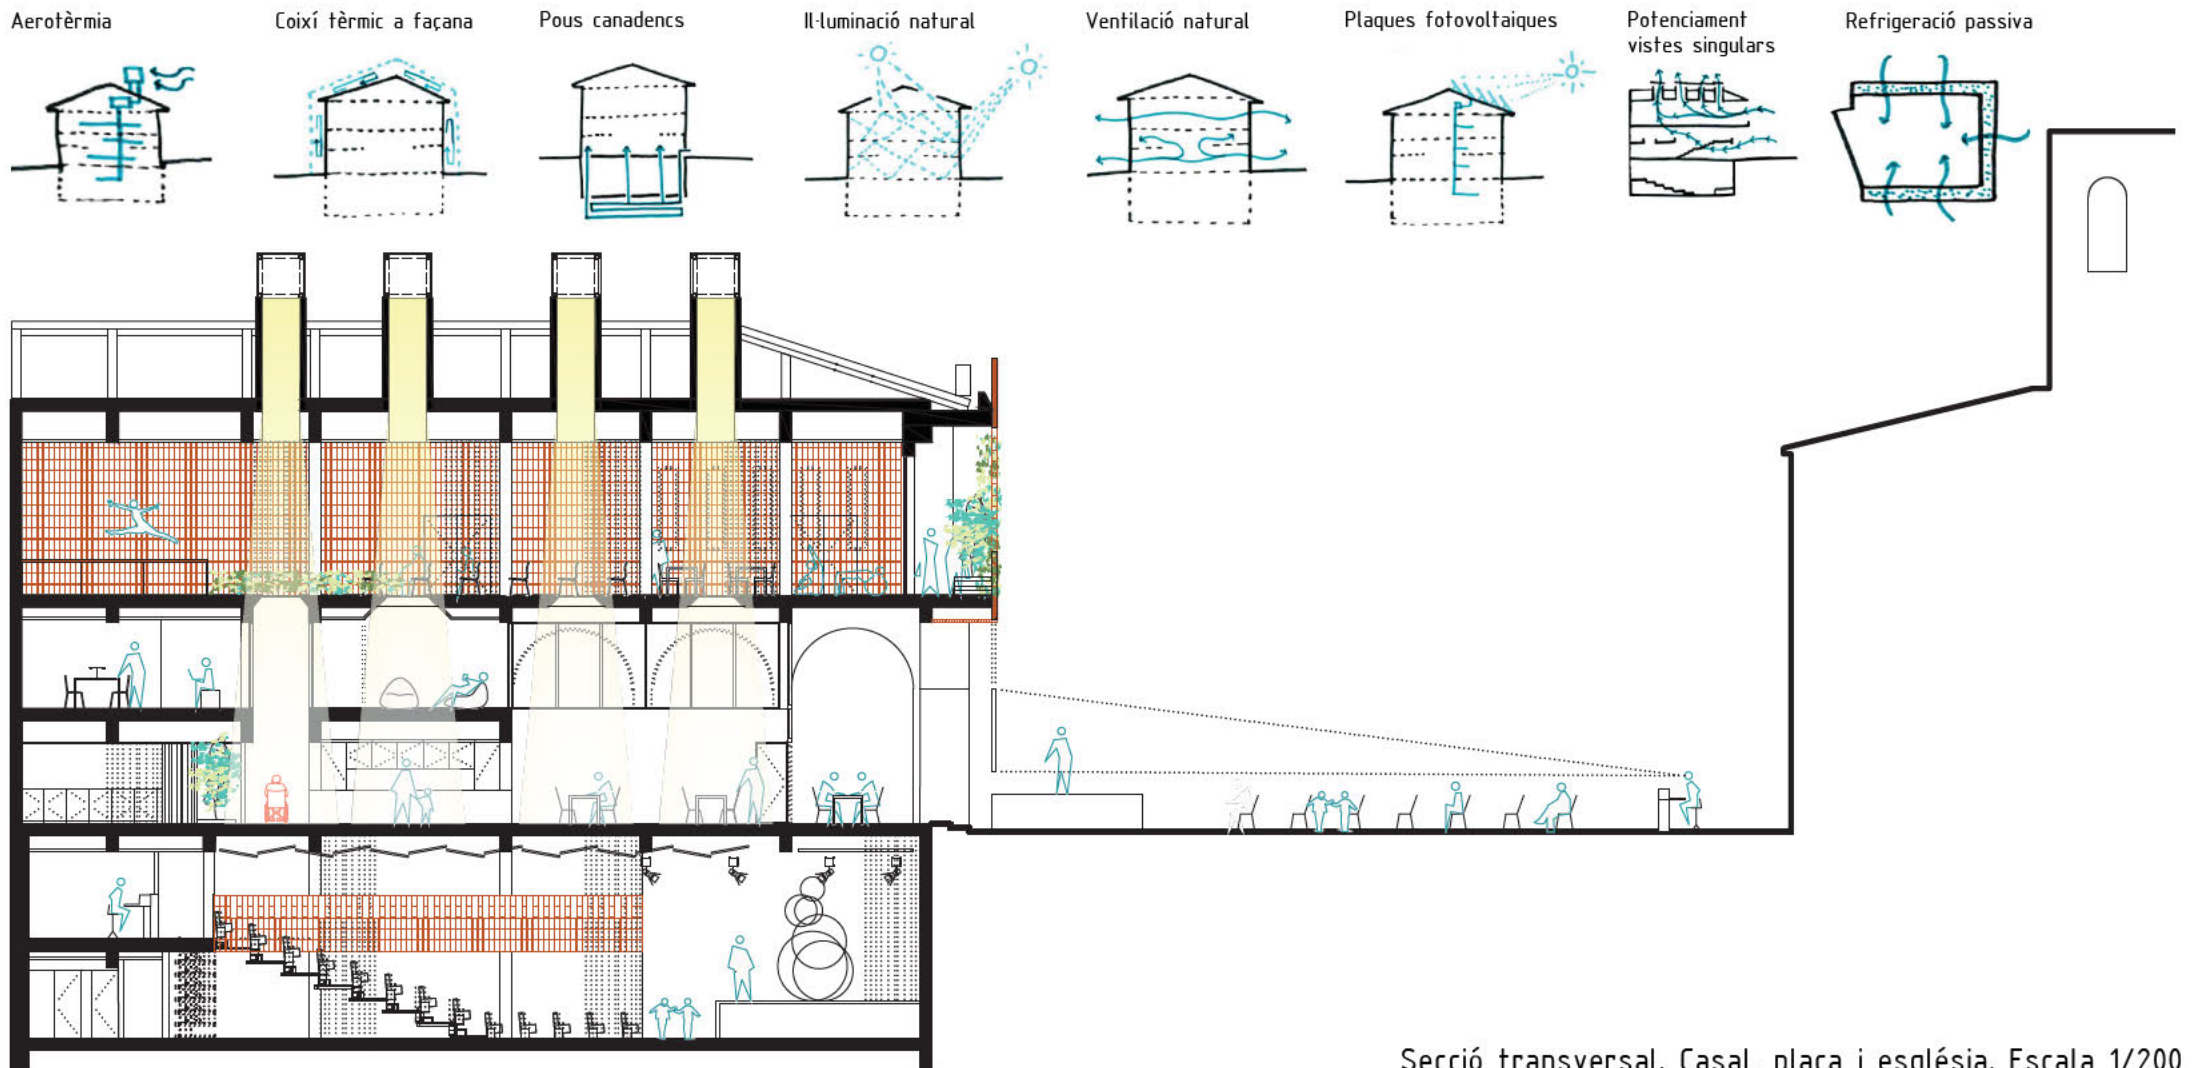 Aerotèrmia
Coixí tèrmic a façana
Pous canadencs
Il·luminació natural
Ventilació natural
Plaques fotovoltaiques
Potenciament
vistes singulars
Refrigeració passiva
Secció transversal. Casal, plaça i església. Escala 1/200